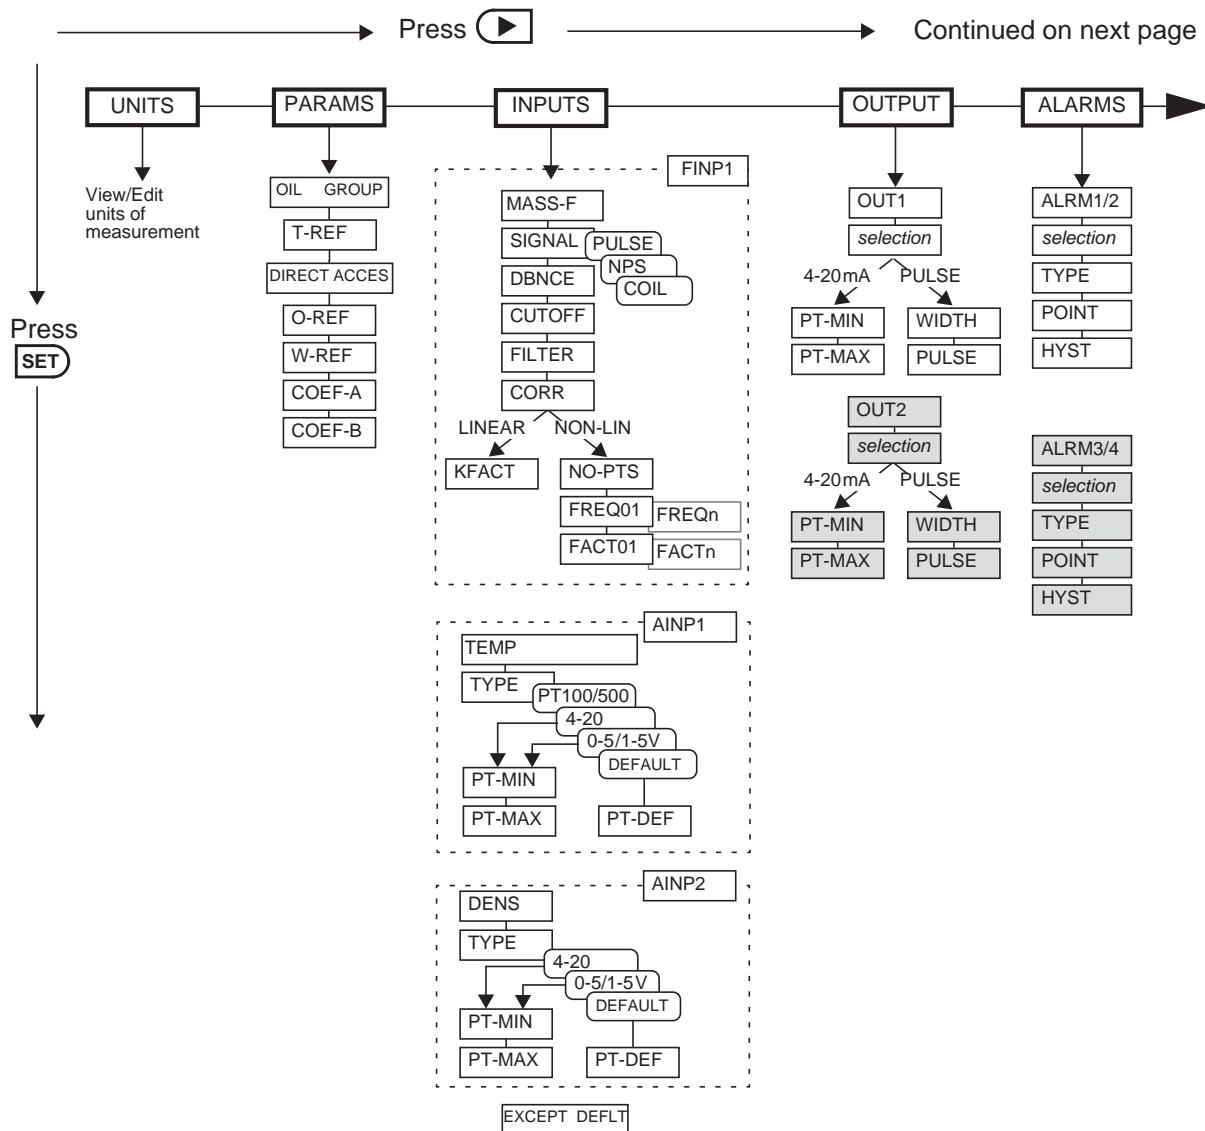 Press
Continued on next page
UNITS
PARAMS
INPUTS
OUTPUT
ALARMS
Press
SET
View/Edit
units of
measurement
OIL GROUP
T-REF
DIRECT ACCES
O-REF
W-REF
COEF-A
COEF-B
FINP1
MASS-F
SIGNAL
PULSE
NPS
COIL
DBNCE
CUTOFF
FILTER
CORR
LINEAR
NON-LIN
KFACT
NO-PTS
FREQ01
FREQn
FACT01
FACTn
AINP1
TEMP
TYPE
PT100/500
4-20
0-5/1-5V
DEFAULT
PT-MIN
PT-MAX
PT-DEF
AINP2
DENS
TYPE
4-20
0-5/1-5V
DEFAULT
PT-MIN
PT-MAX
PT-DEF
EXCEPT DEFLT
OUT1
selection
4-20mA
PULSE
PT-MIN
WIDTH
PT-MAX
PULSE
OUT2
selection
4-20mA
PULSE
PT-MIN
WIDTH
PT-MAX
PULSE
ALRM1/2
selection
TYPE
POINT
HYST
ALRM3/4
selection
TYPE
POINT
HYST